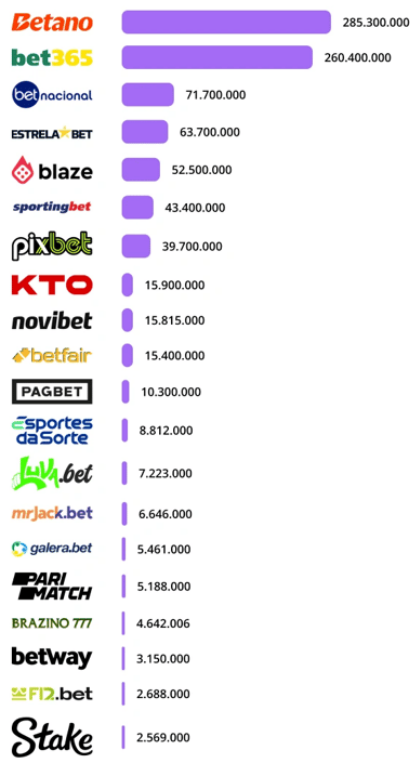 Betano 285.300.000
bet365 260.400.000
betnacional 71.700.000
ESTRELABET 63.700.000
blaze 52.500.000
sportingbet 43.400.000
pixbet 39.700.000
KTO 15.900.000
novibet 15.815.000
betfair 15.400.000
PAGBET 10.300.000
Esportes
da Sorte 8.812.000
LUVA.bet 7.223.000
mrJack.bet 6.646.000
galera.bet 5.461.000
PARI
MATCH 5.188.000
BRAZINO 777 4.642.006
betway 3.150.000
F12.bet 2.688.000
Stake 2.569.000